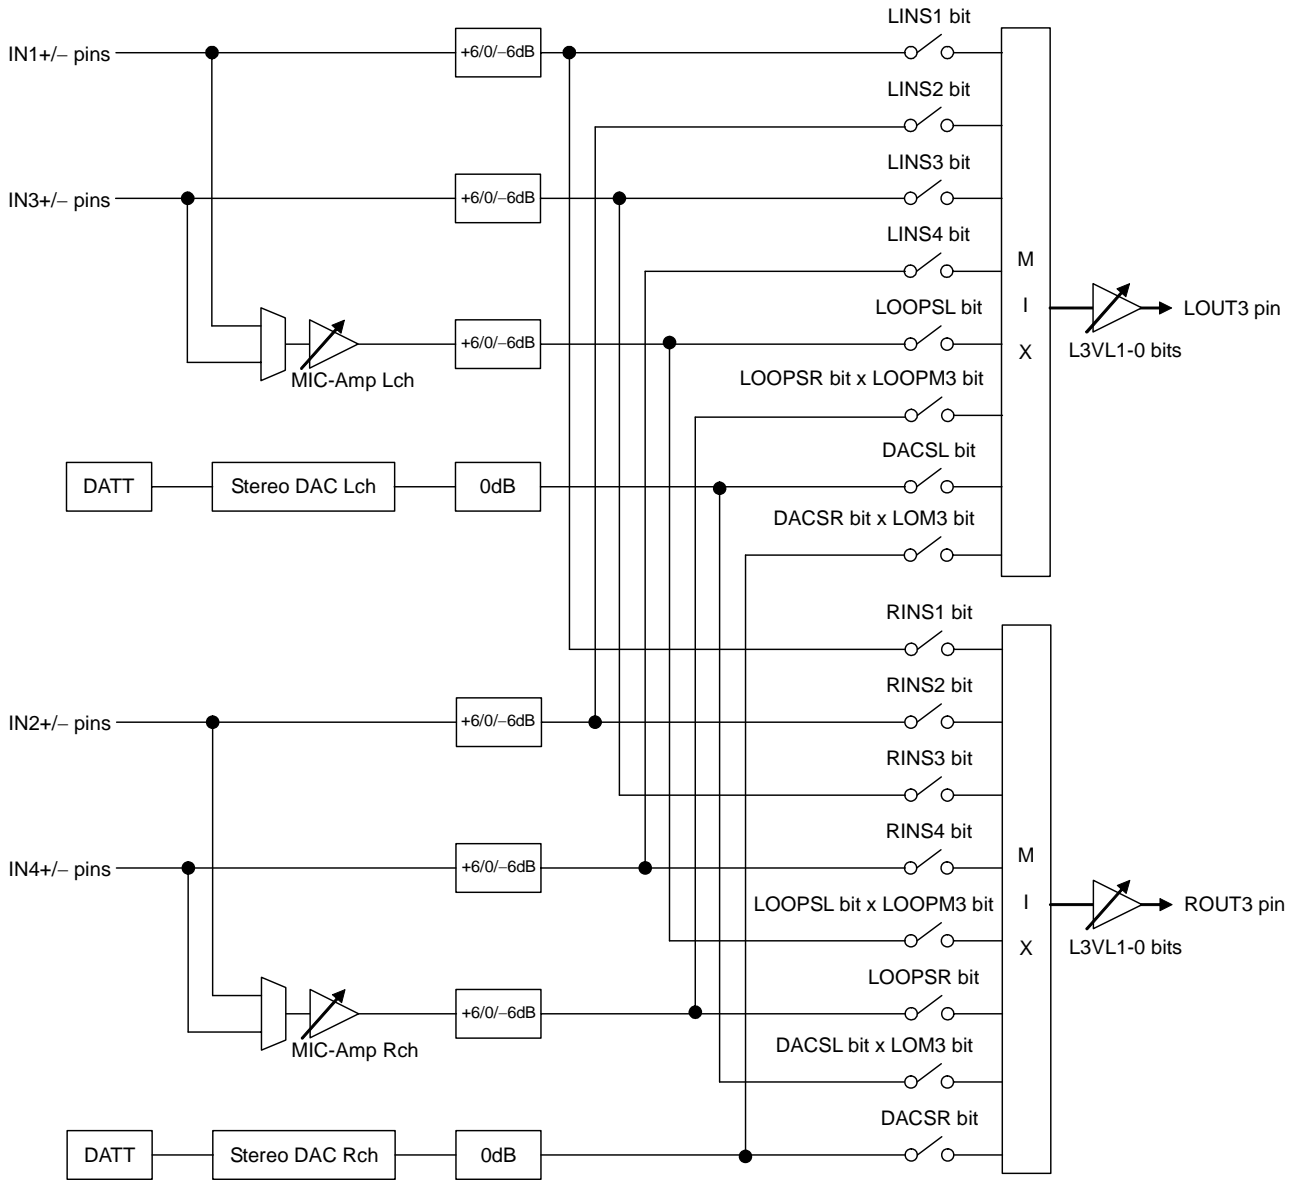 LINS1 bit
IN1+/− pins
+6/0/−6dB
LINS2 bit
LINS3 bit
IN3+/− pins
+6/0/−6dB
LINS4 bit
M
I
X
LOOPSL bit
LOUT3 pin
+6/0/−6dB
L3VL1-0 bits
MIC-Amp Lch
LOOPSR bit x LOOPM3 bit
DACSL bit
DATT
Stereo DAC Lch
0dB
DACSR bit x LOM3 bit
RINS1 bit
RINS2 bit
IN2+/− pins
+6/0/−6dB
RINS3 bit
RINS4 bit
IN4+/− pins
+6/0/−6dB
M
I
X
LOOPSL bit x LOOPM3 bit
ROUT3 pin
L3VL1-0 bits
LOOPSR bit
+6/0/−6dB
MIC-Amp Rch
DACSL bit x LOM3 bit
DACSR bit
DATT
Stereo DAC Rch
0dB